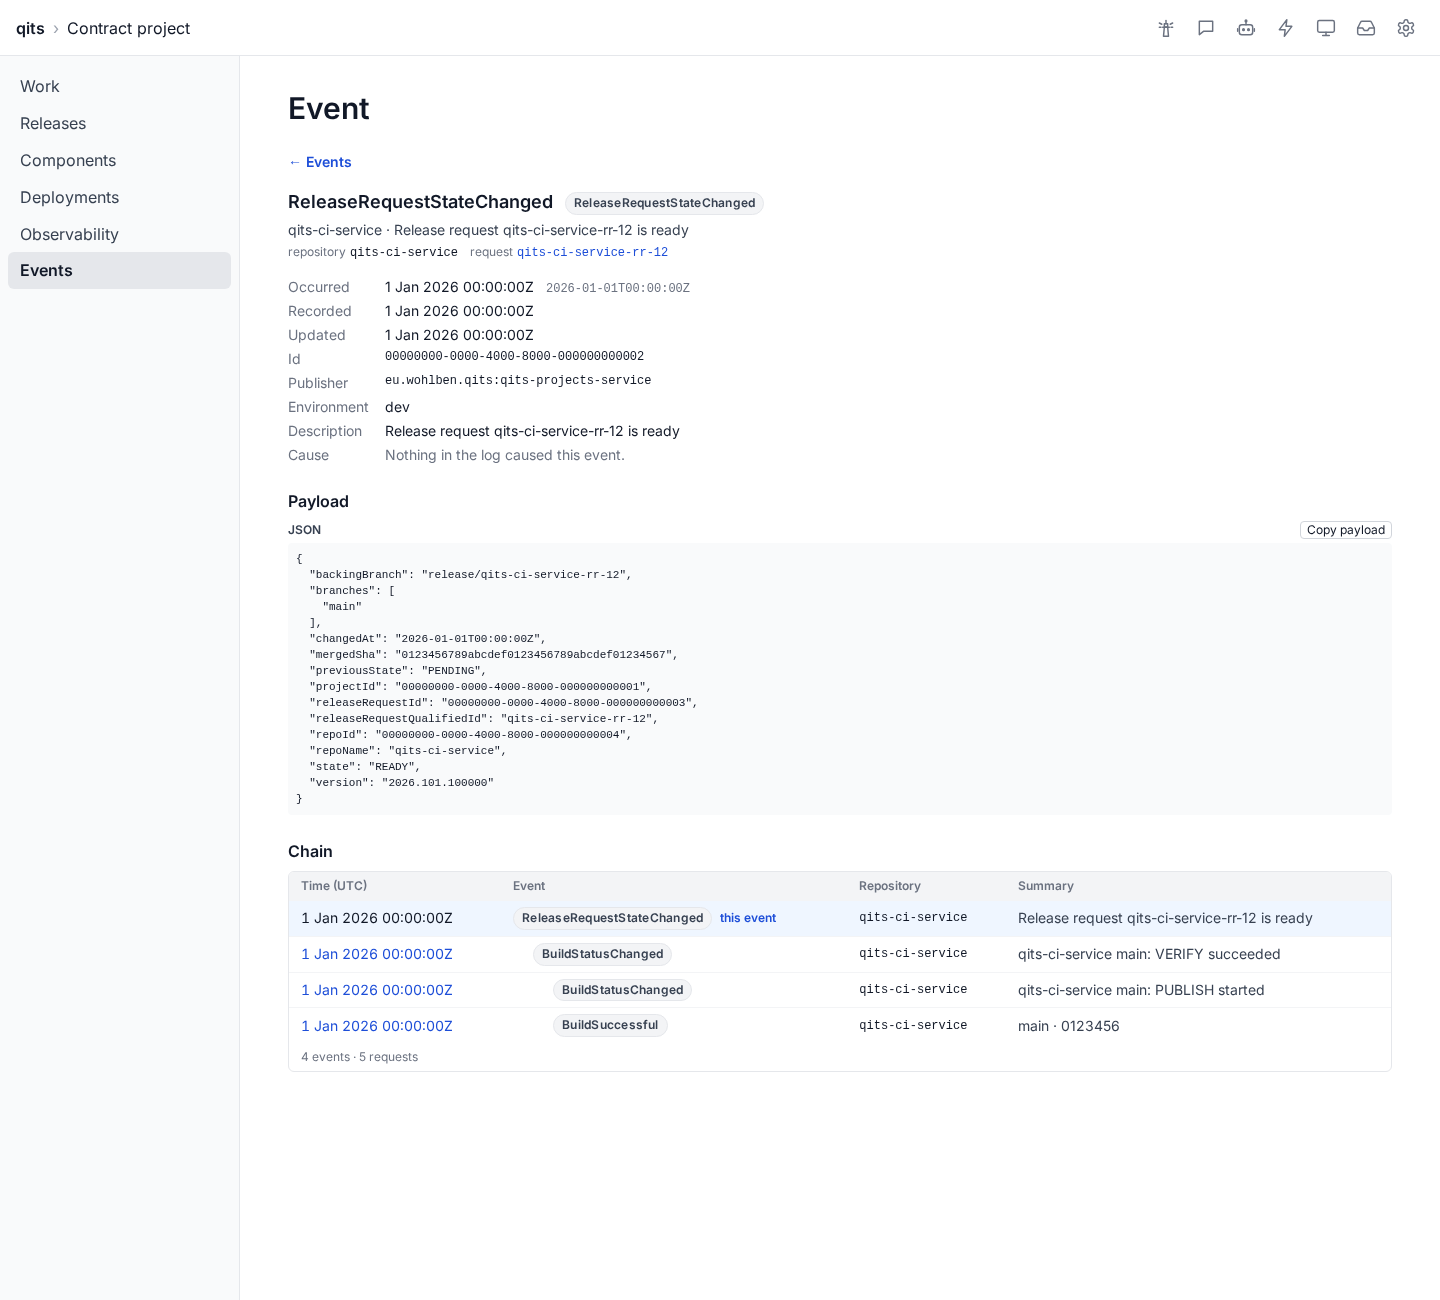 qits › Contract project
Work
Releases
Components
Deployments
Observability
Events
Event
← Events
ReleaseRequestStateChanged ReleaseRequestStateChanged
qits-ci-service · Release request qits-ci-service-rr-12 is ready
repository qits-ci-service request qits-ci-service-rr-12
Occurred 1 Jan 2026 00:00:00Z 2026-01-01T00:00:00Z
Recorded 1 Jan 2026 00:00:00Z
Updated 1 Jan 2026 00:00:00Z
Id 00000000-0000-4000-8000-000000000002
Publisher eu.wohlben.qits:qits-projects-service
Environment dev
Description Release request qits-ci-service-rr-12 is ready
Cause Nothing in the log caused this event.
Payload
JSON Copy payload
{
  "backingBranch": "release/qits-ci-service-rr-12",
  "branches": [
    "main"
  ],
  "changedAt": "2026-01-01T00:00:00Z",
  "mergedSha": "0123456789abcdef0123456789abcdef01234567",
  "previousState": "PENDING",
  "projectId": "00000000-0000-4000-8000-000000000001",
  "releaseRequestId": "00000000-0000-4000-8000-000000000003",
  "releaseRequestQualifiedId": "qits-ci-service-rr-12",
  "repoId": "00000000-0000-4000-8000-000000000004",
  "repoName": "qits-ci-service",
  "state": "READY",
  "version": "2026.101.100000"
}
Chain
Time (UTC) Event Repository Summary
1 Jan 2026 00:00:00Z ReleaseRequestStateChanged this event qits-ci-service Release request qits-ci-service-rr-12 is ready
1 Jan 2026 00:00:00Z BuildStatusChanged qits-ci-service qits-ci-service main: VERIFY succeeded
1 Jan 2026 00:00:00Z BuildStatusChanged qits-ci-service qits-ci-service main: PUBLISH started
1 Jan 2026 00:00:00Z BuildSuccessful qits-ci-service main · 0123456
4 events · 5 requests